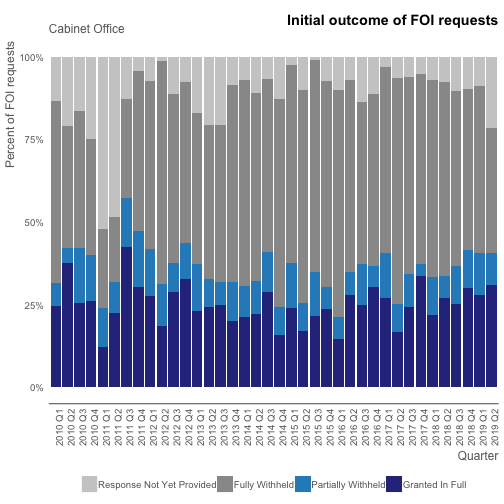 Initial outcome of FOI requests
Cabinet Office
Percent of FOI requests
100%
75%
50%
25%
0%
2010 Q1
2010 Q2
2010 Q3
2010 Q4
2011 Q1
2011 Q2
2011 Q3
2011 Q4
2012 Q1
2012 Q2
2012 Q3
2012 Q4
2013 Q1
2013 Q2
2013 Q3
2013 Q4
2014 Q1
2014 Q2
2014 Q3
2014 Q4
2015 Q1
2015 Q2
2015 Q3
2015 Q4
2016 Q1
2016 Q2
2016 Q3
2016 Q4
2017 Q1
2017 Q2
2017 Q3
2017 Q4
2018 Q1
2018 Q2
2018 Q3
2018 Q4
2019 Q1
2019 Q2
Quarter
Response Not Yet Provided Fully Withheld Partially Withheld Granted In Full